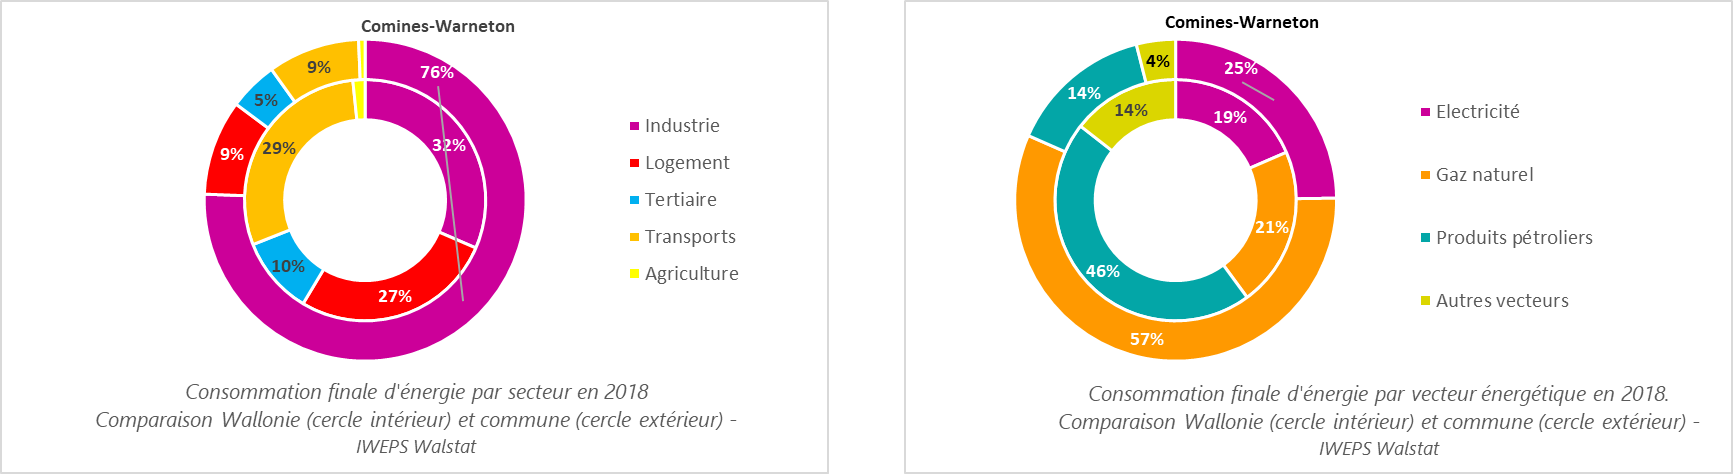 Comines-Warneton
76%
9%
5%
9%
32%
29%
10%
27%
Industrie
Logement
Tertiaire
Transports
Agriculture
Consommation finale d'énergie par secteur en 2018
Comparaison Wallonie (cercle intérieur) et commune (cercle extérieur) -
IWEPS Walstat
Comines-Warneton
4%
25%
14%
14%
19%
21%
46%
57%
Electricité
Gaz naturel
Produits pétroliers
Autres vecteurs
Consommation finale d'énergie par vecteur énergétique en 2018.
Comparaison Wallonie (cercle intérieur) et commune (cercle extérieur) -
IWEPS Walstat